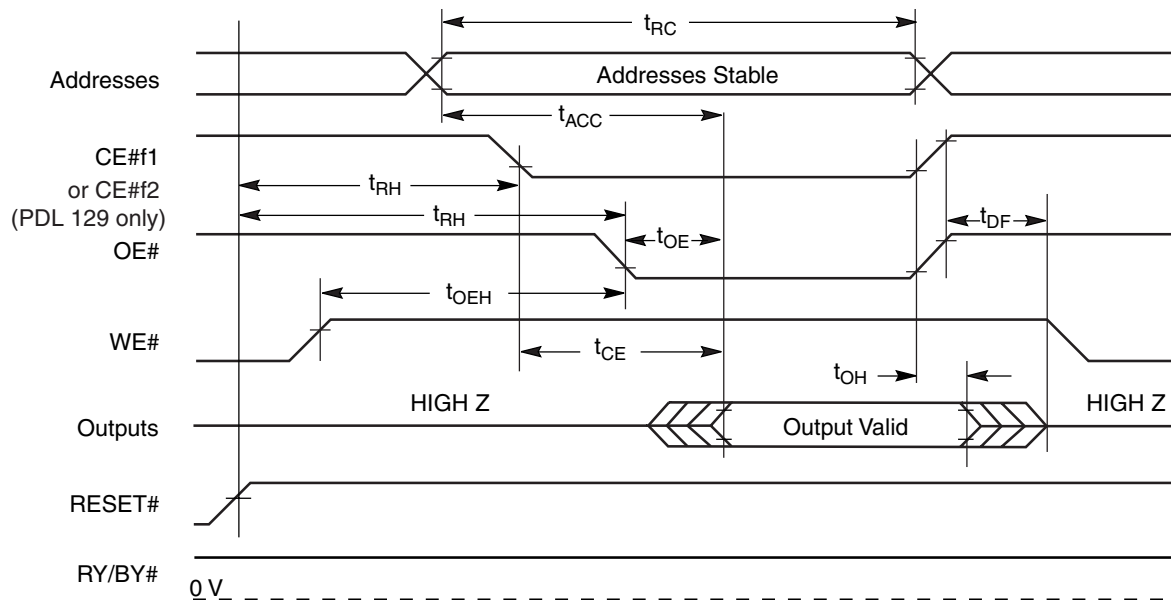 tRC
Addresses
Addresses Stable
tACC
CE#f1
or CE#f2
(PDL 129 only)
tRH
tRH
OE#
tOE
tDF
tOEH
WE#
tCE
tOH
HIGH Z
HIGH Z
Outputs
Output Valid
RESET#
RY/BY#
0 V